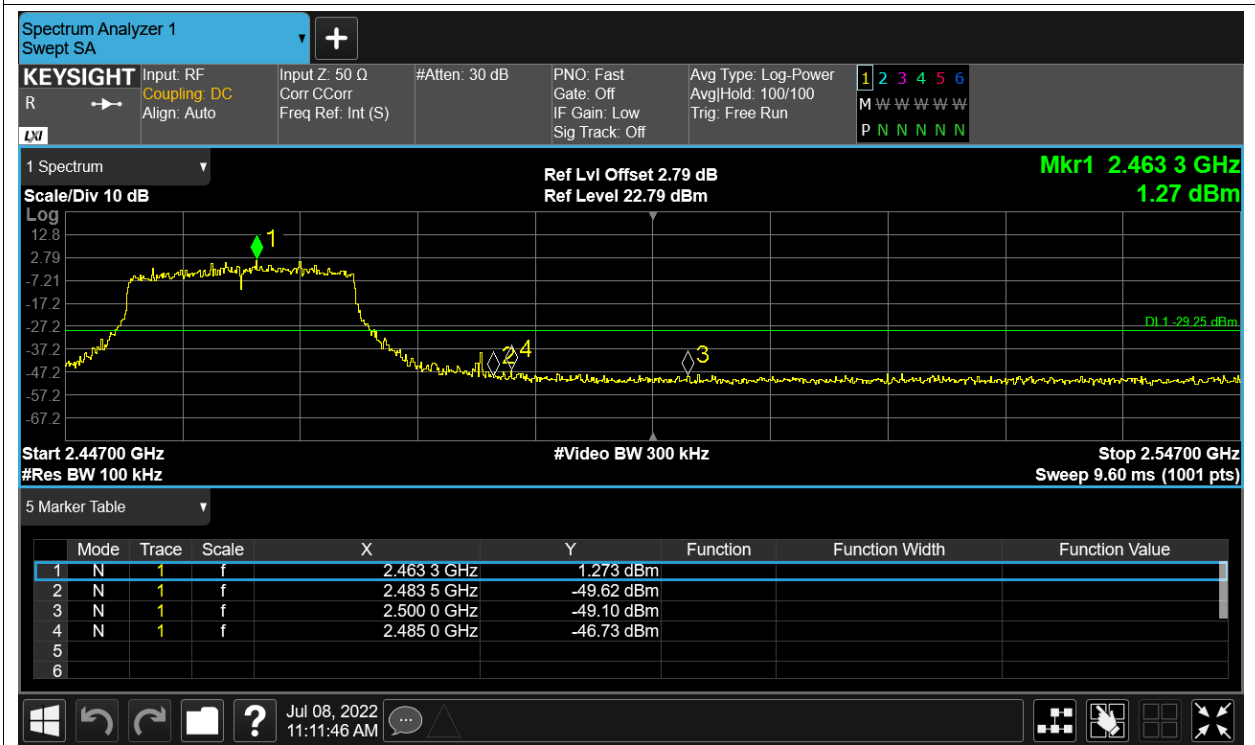 Spectrum Analyzer 1
Swept SA
KEYSIGHT
R
LXI
Input: RF
Coupling: DC
Align: Auto
Input Z: 50 Ω
Corr CCorr
Freq Ref: Int (S)
#Atten: 30 dB
PNO: Fast
Gate: Off
IF Gain: Low
Sig Track: Off
Avg Type: Log-Power
Avg|Hold: 100/100
Trig: Free Run
1 2 3 4 5 6
M W W W W W
P N N N N N
1 Spectrum
Scale/Div 10 dB
Ref Lvl Offset 2.79 dB
Ref Level 22.79 dBm
Mkr1 2.463 3 GHz
1.27 dBm
Log
12.8
2.79
-7.21
-17.2
-27.2
-37.2
-47.2
-57.2
-67.2
1
2 4
3
DL1 -29.25 dBm
Start 2.44700 GHz
#Res BW 100 kHz
#Video BW 300 kHz
Stop 2.54700 GHz
Sweep 9.60 ms (1001 pts)
5 Marker Table
Mode Trace Scale X Y Function Function Width Function Value
1 N 1 f 2.463 3 GHz 1.273 dBm
2 N 1 f 2.483 5 GHz -49.62 dBm
3 N 1 f 2.500 0 GHz -49.10 dBm
4 N 1 f 2.485 0 GHz -46.73 dBm
5
6
?
Jul 08, 2022
11:11:46 AM